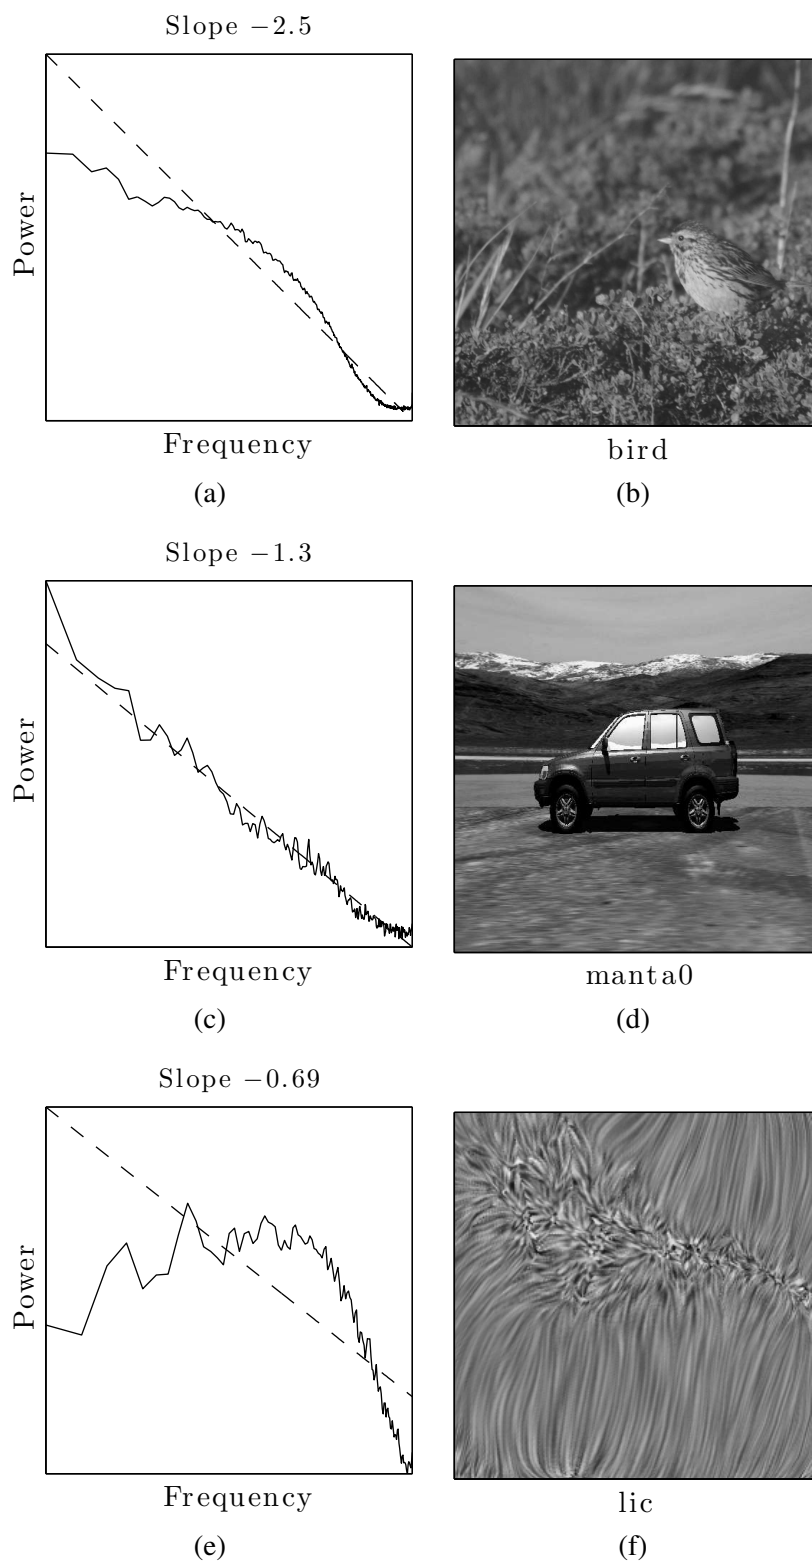 Slope −2.5
Power
Frequency
(a)
bird
(b)
Slope −1.3
Power
Frequency
(c)
manta0
(d)
Slope −0.69
Power
Frequency
(e)
lic
(f)